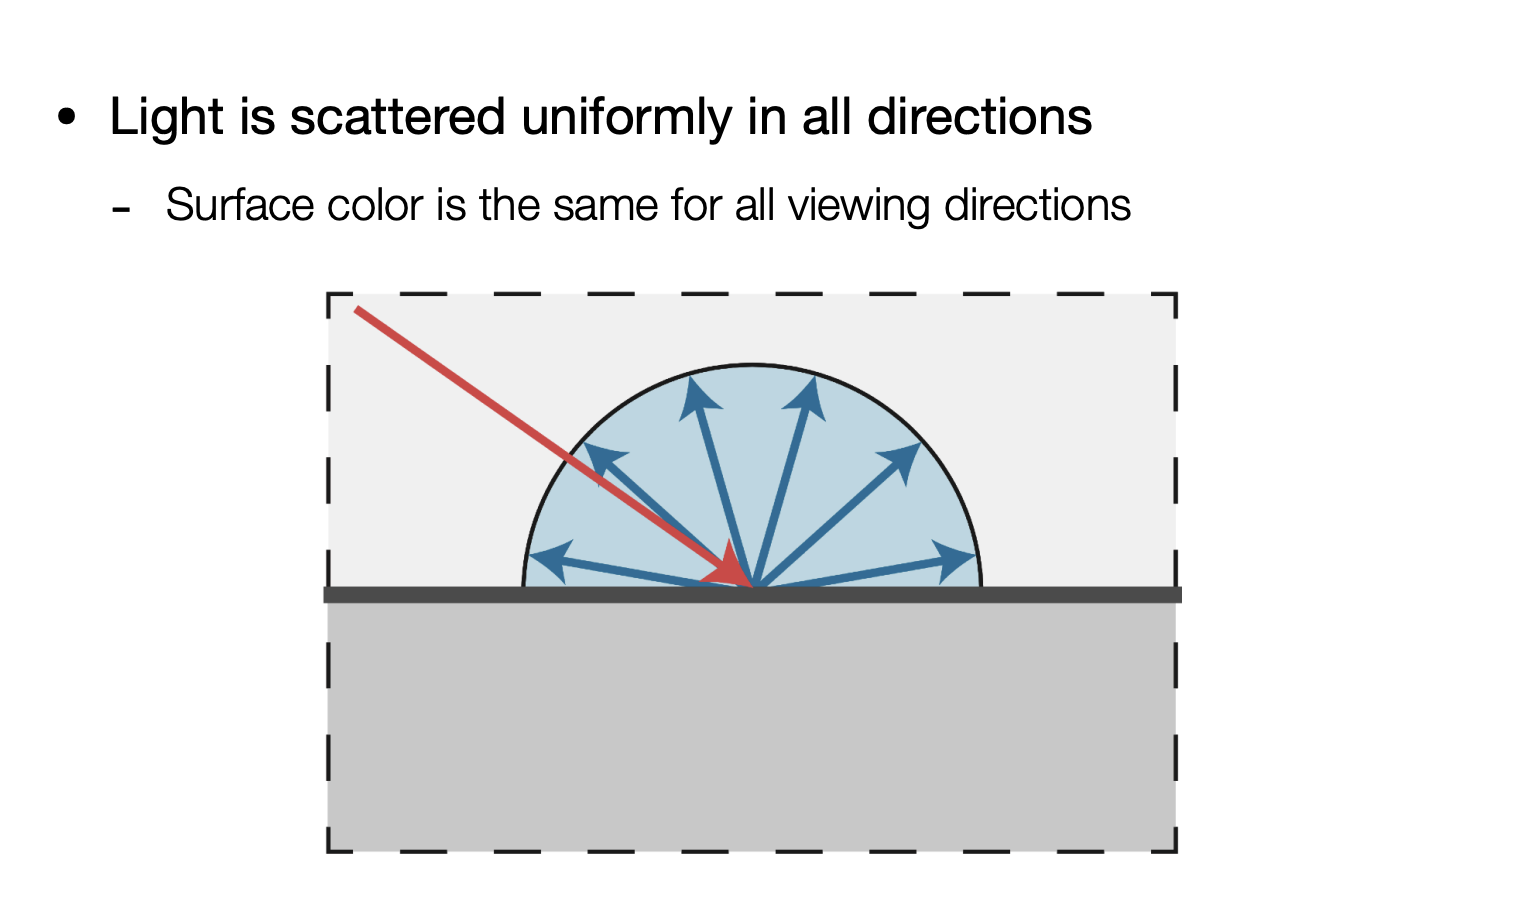 • Light is scattered uniformly in all directions
- Surface color is the same for all viewing directions